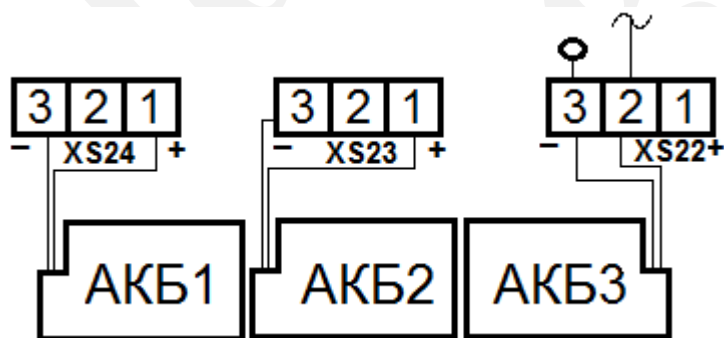 3 2 1 3 2 1 3 2 1
– XS24 + – XS23 + – XS22+
АКБ1 АКБ2 АКБ3